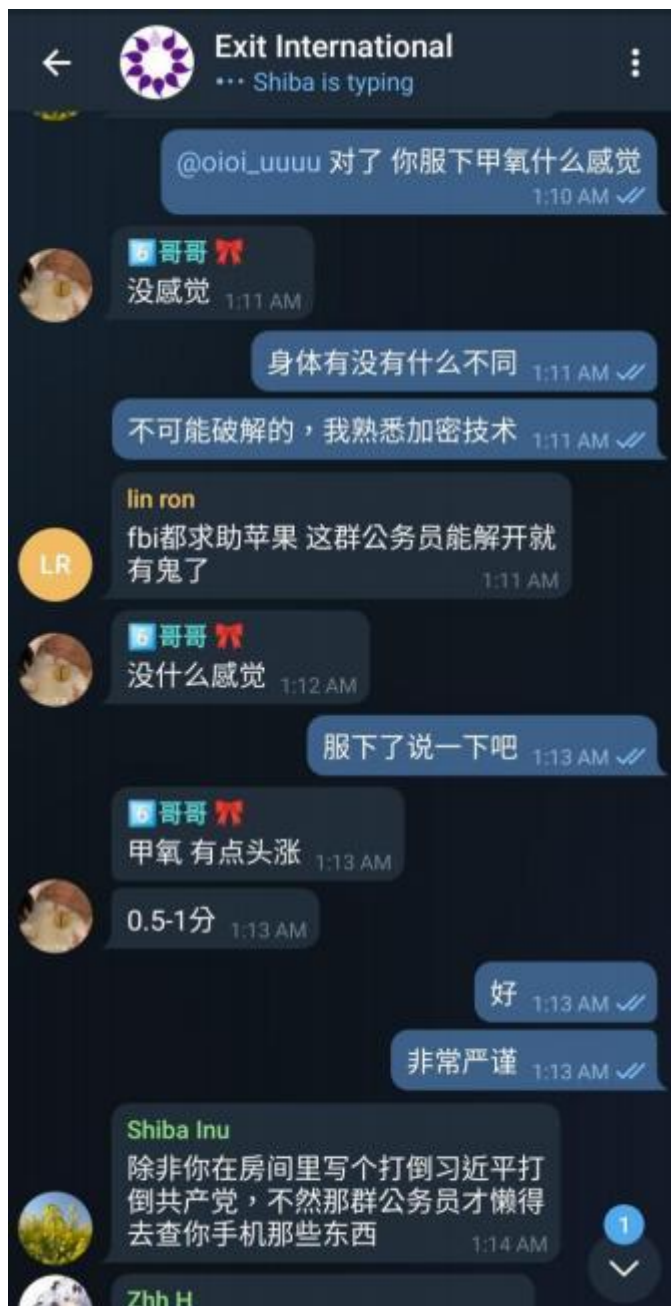 Exit International
Shiba is typing
@oioi_uuuu 对了 你服下甲氧什么感觉
1:10 AM
6哥哥
没感觉 1:11 AM
身体有没有什么不同 1:11 AM
不可能破解的，我熟悉加密技术 1:11 AM
lin ron
fbi都求助苹果 这群公务员能解开就
有鬼了
1:11 AM
LR
6哥哥
没什么感觉 1:12 AM
服下了说一下吧 1:13 AM
6哥哥
甲氧 有点头涨 1:13 AM
0.5-1分 1:13 AM
好 1:13 AM
非常严谨 1:13 AM
Shiba Inu
除非你在房间里写个打倒习近平打
倒共产党，不然那群公务员才懒得
去查你手机那些东西 1:14 AM
1
Zhh H